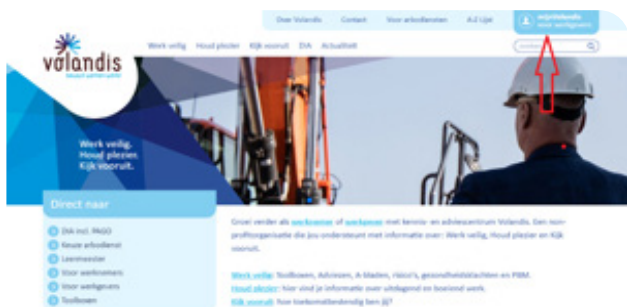 Over Volandis Contact Voor arbodiensten A-Z Lijst
mijnVolandis
voor werkgevers
volandis
Werk veilig Houd plezier Kijk vooruit DIA Actualiteit
Werk veilig.
Houd plezier.
Kijk vooruit.
Direct naar
DIA incl. PAGO
Keuze arbodienst
Leermeester
Voor werknemers
Voor werkgevers
Toolboxen
Groei verder als werknemer of werkgever met kennis- en adviescentrum Volandis. Een non-
profitorganisatie die jou ondersteunt met informatie over: Werk veilig, Houd plezier en Kijk
vooruit.
Werk veilig: Toolboxen, Adviezen, A-bladen, risico's, gezondheidsklachten en PBM.
Houd plezier: hier vind je informatie over uitdagend en boeiend werk.
Kijk vooruit: hoe toekomstbestendig ben jij?